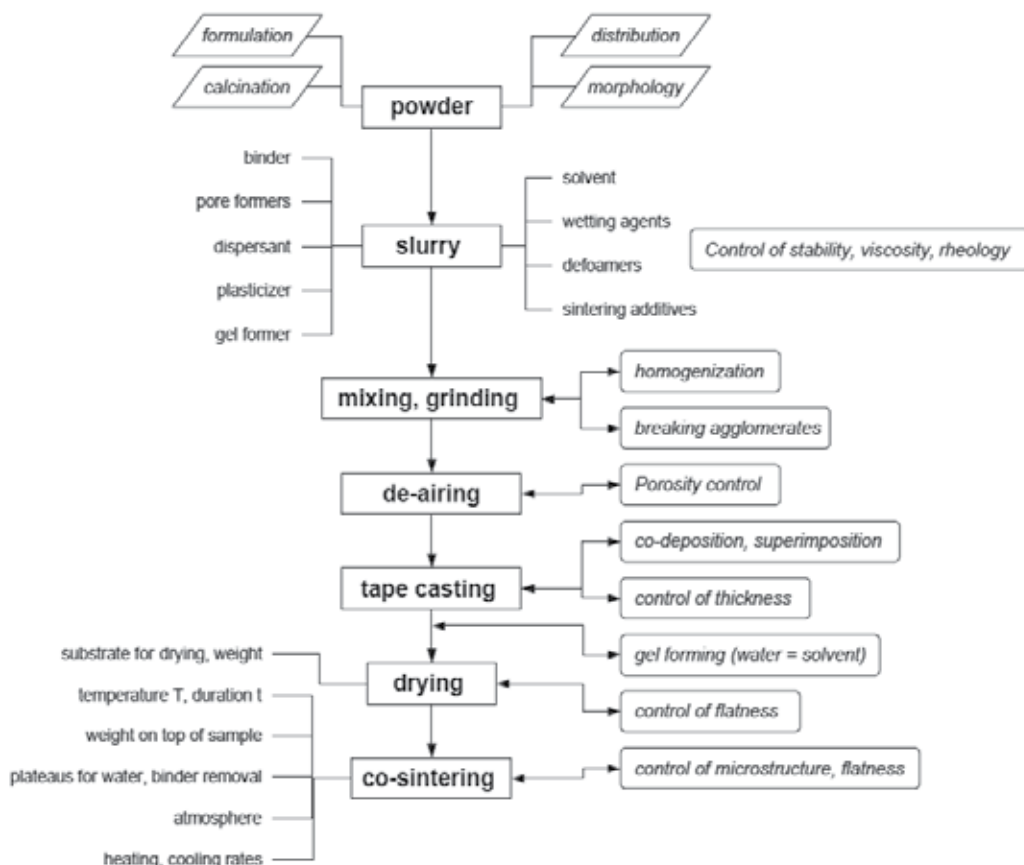 formulation
distribution
calcination
morphology
powder
binder
pore formers
dispersant
plasticizer
gel former
slurry
solvent
wetting agents
defoamers
sintering additives
Control of stability, viscosity, rheology
mixing, grinding
homogenization
breaking agglomerates
de-airing
Porosity control
tape casting
co-deposition, superimposition
control of thickness
gel forming (water = solvent)
substrate for drying, weight
drying
control of flatness
temperature T, duration t
weight on top of sample
plateaus for water, binder removal
atmosphere
heating, cooling rates
co-sintering
control of microstructure, flatness